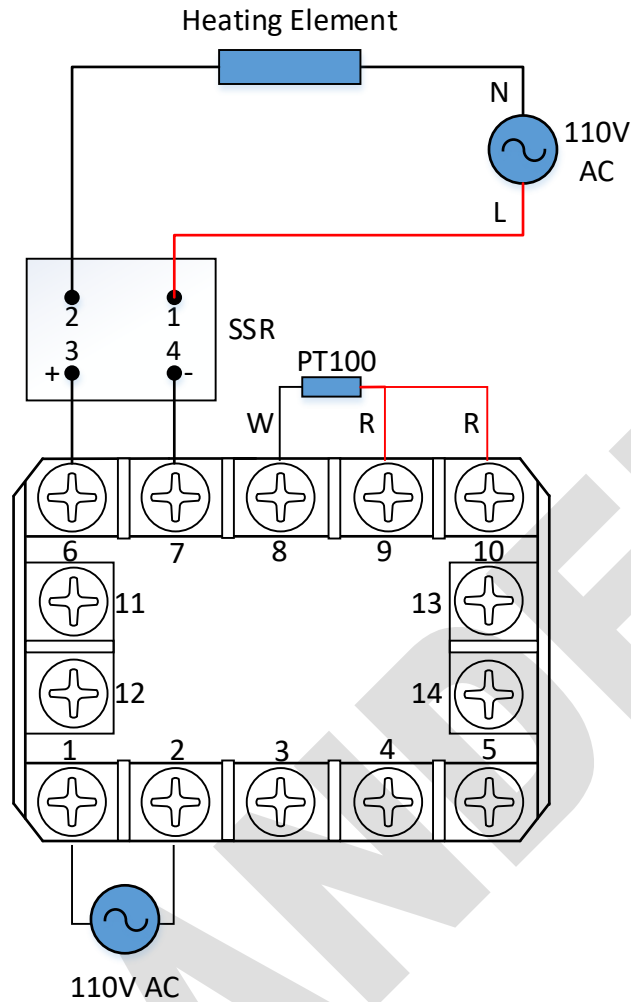 Heating Element
N
110V
AC
L
2 1
SSR
3 4
+ -
PT100
W R R
6 7 8 9 10
11 13
12 14
1 2 3 4 5
110V AC